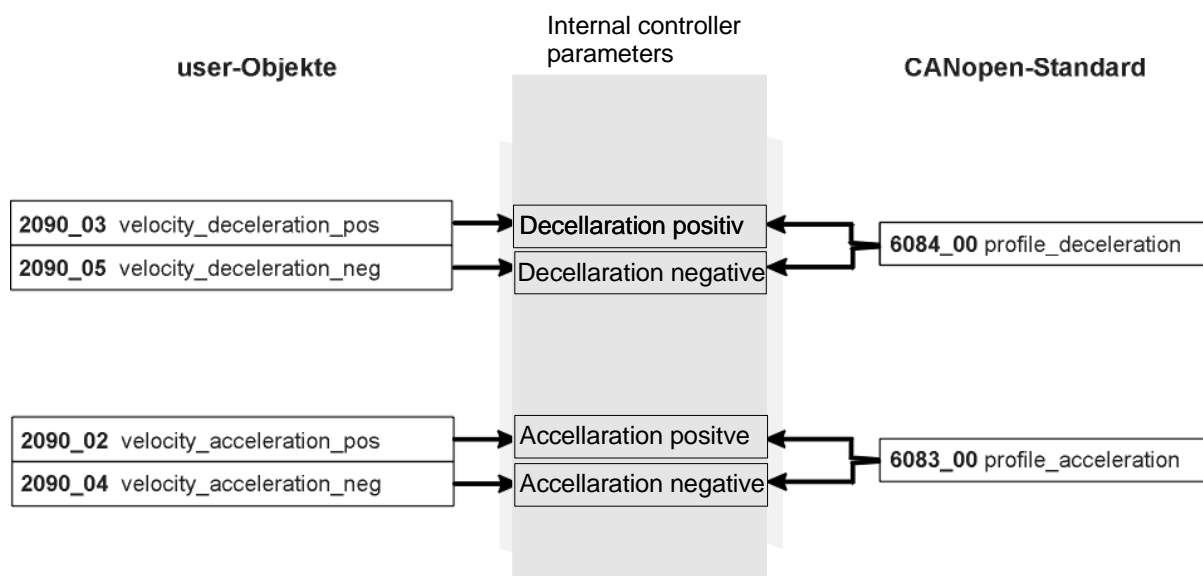 Internal controller
parameters
user-Objekte
CANopen-Standard
2090_03 velocity_deceleration_pos
2090_05 velocity_deceleration_neg
Decellaration positiv
Decellaration negative
6084_00 profile_deceleration
2090_02 velocity_acceleration_pos
2090_04 velocity_acceleration_neg
Accellaration positve
Accellaration negative
6083_00 profile_acceleration